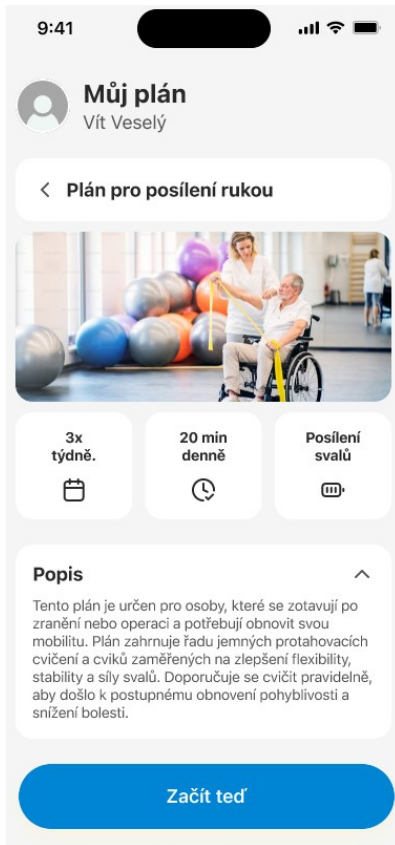 9:41
Můj plán
Vít Veselý
Plán pro posílení rukou
3x
týdně.
20 min
denně
Posílení
svalů
Popis
Tento plán je určen pro osoby, které se zotavují po
zranění nebo operaci a potřebují obnovit svou
mobilitu. Plán zahrnuje řadu jemných protahovacích
cvičení a cviků zaměřených na zlepšení flexibility,
stability a síly svalů. Doporučuje se cvičit pravidelně,
aby došlo k postupnému obnovení pohyblivosti a
snížení bolesti.
Začít teď